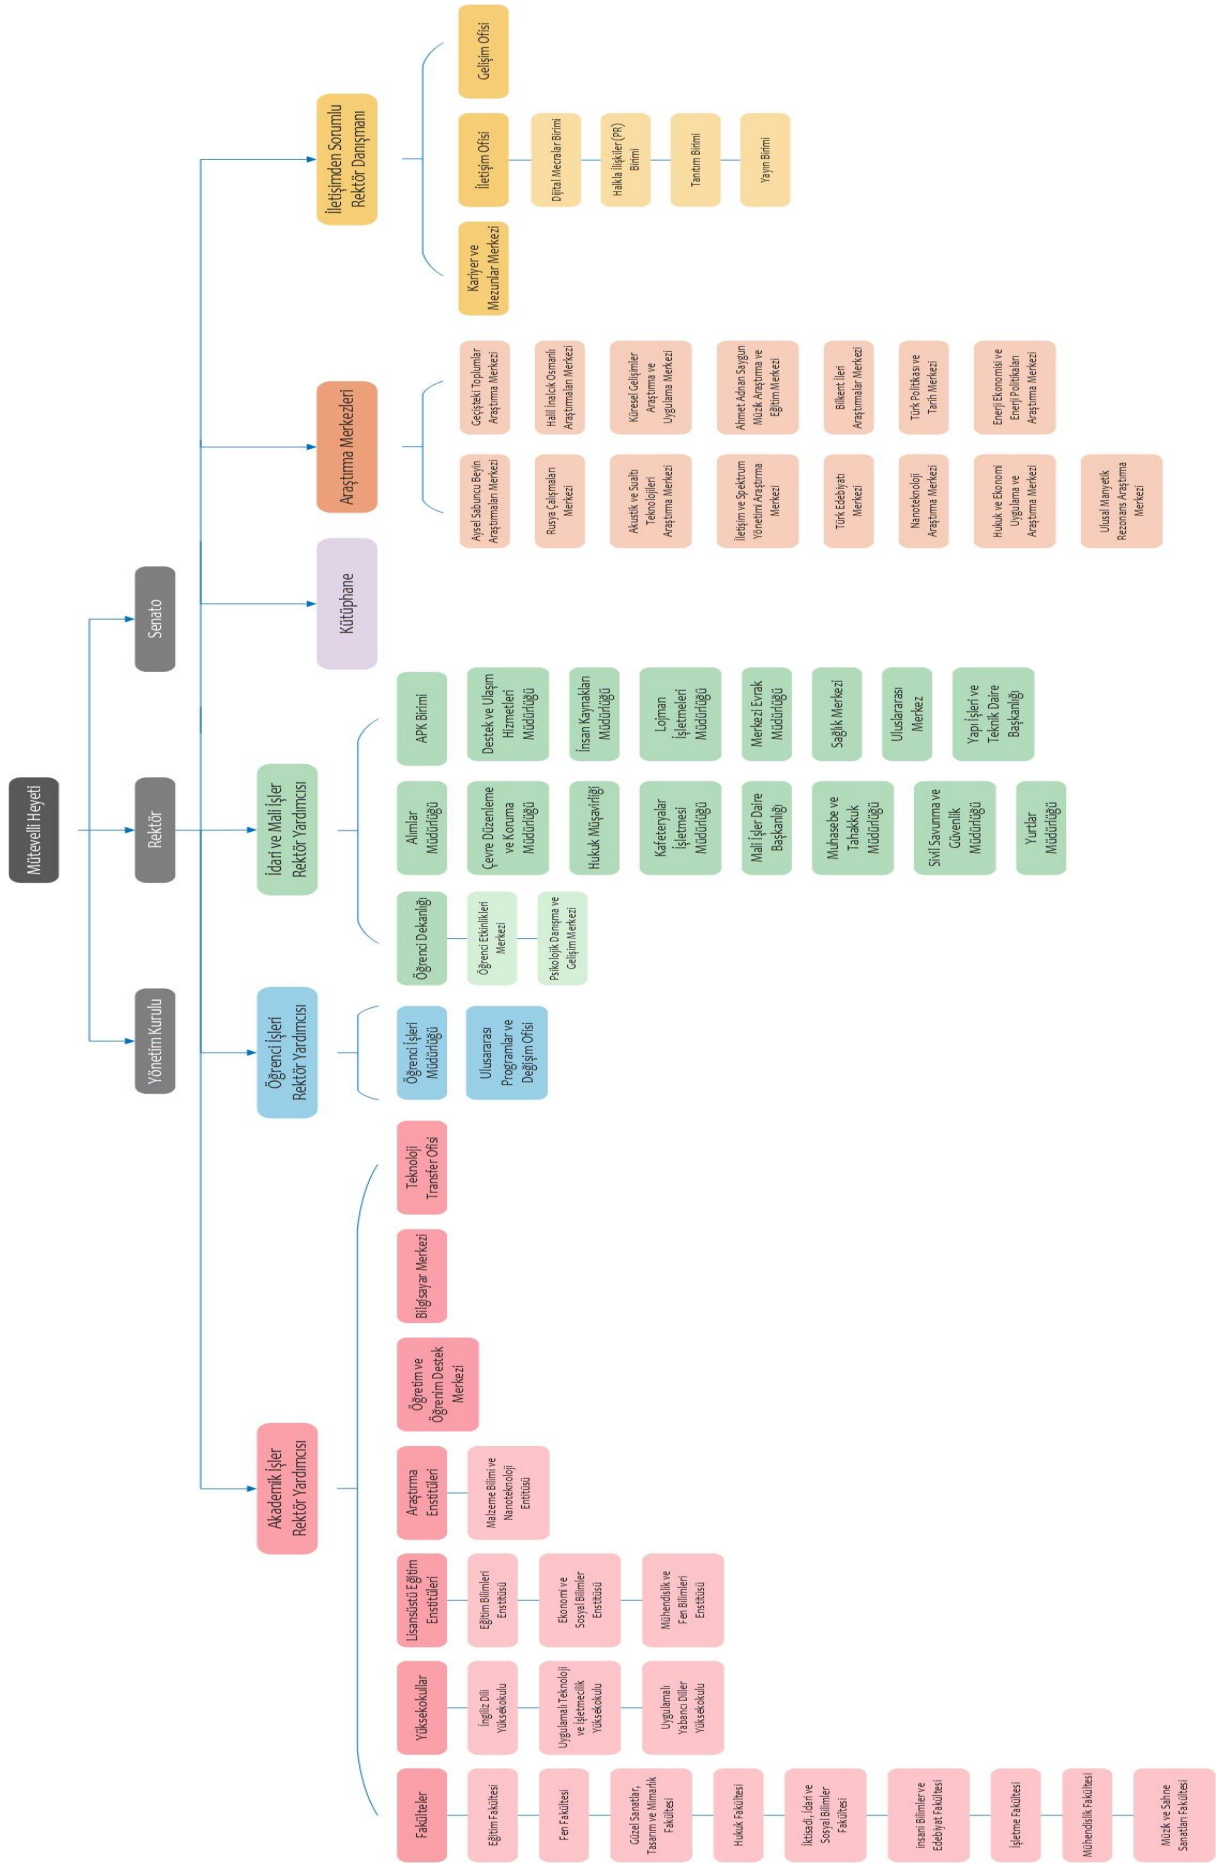 Mütevelli Heyeti
Yönetim Kurulu
Rektör
Senato
Akademik İşler
Rektör Yardımcısı
Öğrenci İşleri
Rektör Yardımcısı
İdari ve Mali İşler
Rektör Yardımcısı
Kütüphane
Araştırma Merkezleri
İletişimden Sorumlu
Rektör Danışmanı
Fakülteler
Eğitim Fakültesi
Fen Fakültesi
Güzel Sanatlar,
Tasarım ve Mimarlık
Fakültesi
Hukuk Fakültesi
İktisadi, İdari ve
Sosyal Bilimler
Fakültesi
İnsani Bilimler ve
Edebiyat Fakültesi
İşletme Fakültesi
Mühendislik Fakültesi
Müzik ve Sahne
Sanatları Fakültesi
Yüksekokullar
İngiliz Dili
Yüksekokulu
Uygulamalı Teknoloji
ve İşletmecilik
Yüksekokulu
Uygulamalı
Yabancı Diller
Yüksekokulu
Lisansüstü Eğitim
Enstitüleri
Eğitim Bilimleri
Enstitüsü
Ekonomi ve
Sosyal Bilimler
Enstitüsü
Mühendislik ve
Fen Bilimleri
Enstitüsü
Araştırma
Enstitüleri
Malzeme Bilimi ve
Nanoteknoloji
Entitüsü
Öğretim ve
Öğrenim Destek
Merkezi
Bilgisayar Merkezi
Teknoloji
Transfer Ofisi
Öğrenci İşleri
Müdürlüğü
Ulusararası
Programlar ve
Değişim Ofisi
Öğrenci Dekanlığı
Öğrenci Etkinlikleri
Merkezi
Psikolojik Danışma ve
Gelişim Merkezi
Alımlar
Müdürlüğü
Çevre Düzenleme
ve Koruma
Müdürlüğü
Hukuk Müşavirliği
Kafeteryalar
İşletmesi
Müdürlüğü
Mali İşler Daire
Başkanlığı
Muhasebe ve
Tahakkuk
Müdürlüğü
Sivil Savunma ve
Güvenlik
Müdürlüğü
Yurtlar
Müdürlüğü
APK Birimi
Destek ve Ulaşım
Hizmetleri
Müdürlüğü
İnsan Kaynakları
Müdürlüğü
Lojman
İşletmeleri
Müdürlüğü
Merkezi Evrak
Müdürlüğü
Sağlık Merkezi
Uluslararası
Merkez
Yapı İşleri ve
Teknik Daire
Başkanlığı
Aysel Sabuncu Beyin
Araştırmaları Merkezi
Rusya Çalışmaları
Merkezi
Akustik ve Sualtı
Teknolojileri
Araştırma Merkezi
İletişim ve Spektrum
Yönetimi Araştırma
Merkezi
Türk Edebiyatı
Merkezi
Nanoteknoloji
Araştırma Merkezi
Hukuk ve Ekonomi
Uygulama ve
Araştırma Merkezi
Ulusal Manyetik
Rezonans Araştırma
Merkezi
Geçişteki Toplumlar
Araştırma Merkezi
Halil İnalcık Osmanlı
Araştırmaları Merkezi
Küresel Gelişimler
Araştırma ve
Uygulama Merkezi
Ahmet Adnan Saygun
Müzik Araştırma ve
Eğitim Merkezi
Bilkent İleri
Araştırmalar Merkezi
Türk Politikası ve
Tarih Merkezi
Enerji Ekonomisi ve
Enerji Politikaları
Araştırma Merkezi
Kariyer ve
Mezunlar Merkezi
İletişim Ofisi
Dijital Mecralar Birimi
Halkla İlişkiler (PR)
Birimi
Tanıtım Birimi
Yayın Birimi
Gelişim Ofisi